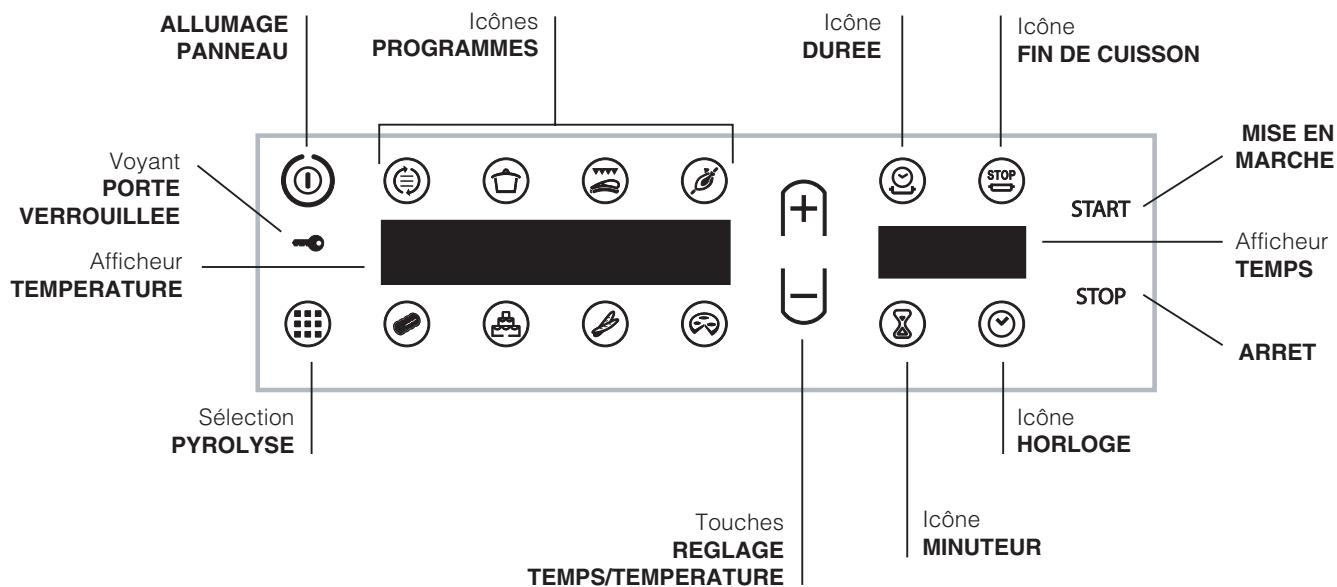 ALLUMAGE
PANNEAU
Icônes
PROGRAMMES
Icône
DUREE
Icône
FIN DE CUISSON
MISE EN
MARCHE
Voyant
PORTE
VERROUILLEE
STOP
START
Afficheur
TEMPERATURE
+
−
Afficheur
TEMPS
STOP
ARRET
Sélection
PYROLYSE
Icône
HORLOGE
Touches
REGLAGE
TEMPS/TEMPERATURE
Icône
MINUTEUR